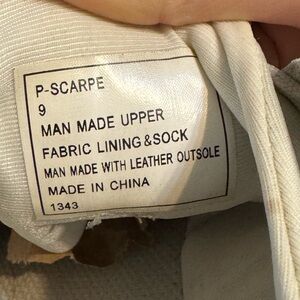 P-SCARPE
9
MAN MADE UPPER
FABRIC LINING & SOCK
MAN MADE WITH LEATHER OUTSOLE
MADE IN CHINA
1343